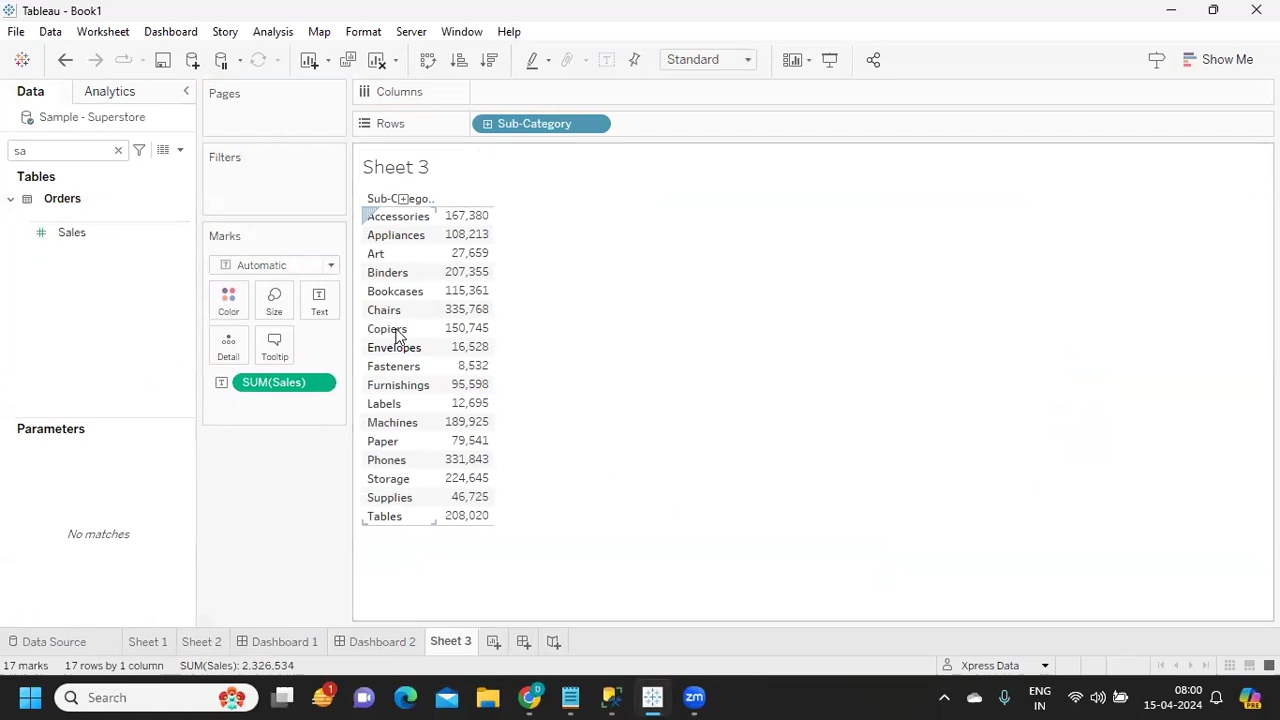 Tableau - Book1
File Data Worksheet Dashboard Story Analysis Map Format Server Window Help
Standard
Show Me
Data Analytics
Sample - Superstore
sa
Tables
Orders
Sales
Parameters
No matches
Pages
Filters
Marks
Automatic
Color Size Text
Detail Tooltip
SUM(Sales)
Columns
Rows Sub-Category
Sheet 3
Sub-C ego..
Accessories 167,380
Appliances 108,213
Art 27,659
Binders 207,355
Bookcases 115,361
Chairs 335,768
Copiers 150,745
Envelopes 16,528
Fasteners 8,532
Furnishings 95,598
Labels 12,695
Machines 189,925
Paper 79,541
Phones 331,843
Storage 224,645
Supplies 46,725
Tables 208,020
Data Source Sheet 1 Sheet 2 Dashboard 1 Dashboard 2 Sheet 3
17 marks 17 rows by 1 column SUM(Sales): 2,326,534 Xpress Data
Search 1 D zm ENG IN 08:00 15-04-2024 PRE